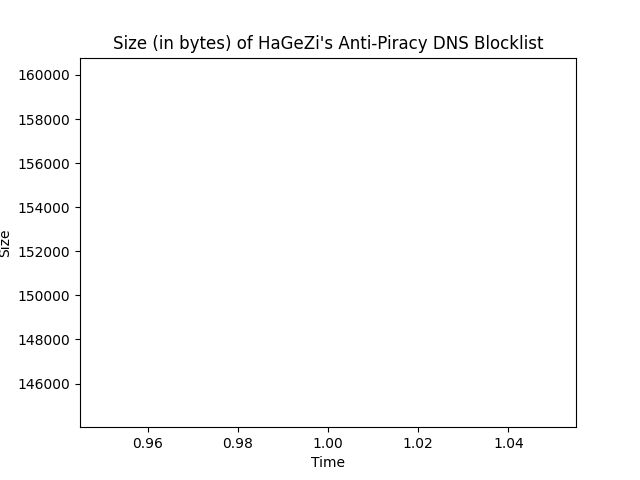 Size (in bytes) of HaGeZi's Anti-Piracy DNS Blocklist
160000
158000
156000
154000
152000
150000
148000
146000
Size
0.96 0.98 1.00 1.02 1.04
Time